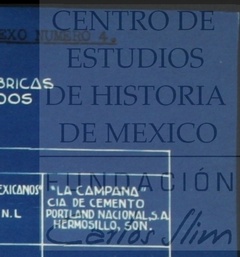 CENTRO DE
ESTUDIOS
DE HISTORIA
DE MEXICO
FUNDACIÓN
Carlos Slim
EXO NUMERO 4.
BRICAS
DOS
EXICANOS"
N.L
"LA CAMPANA"
CIA DE CEMENTO
PORTLAND NACIONAL, S.A.
HERMOSILLO, SON.